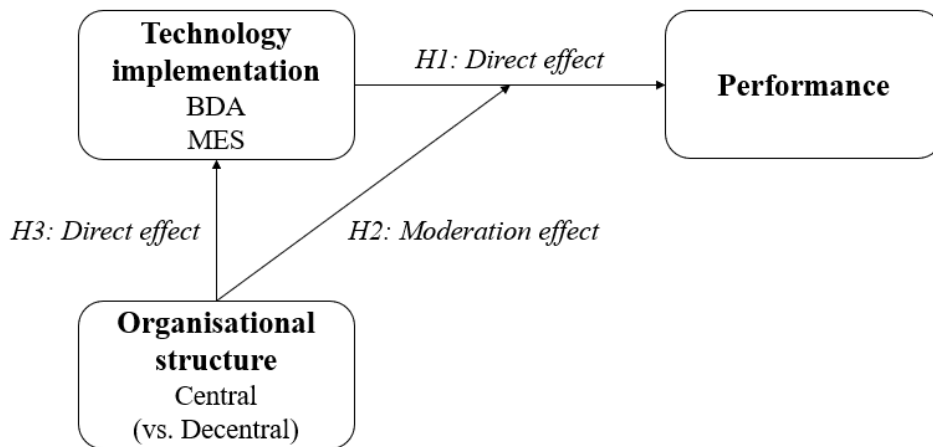 Technology
implementation
BDA
MES
H1: Direct effect
Performance
H3: Direct effect
H2: Moderation effect
Organisational
structure
Central
(vs. Decentral)